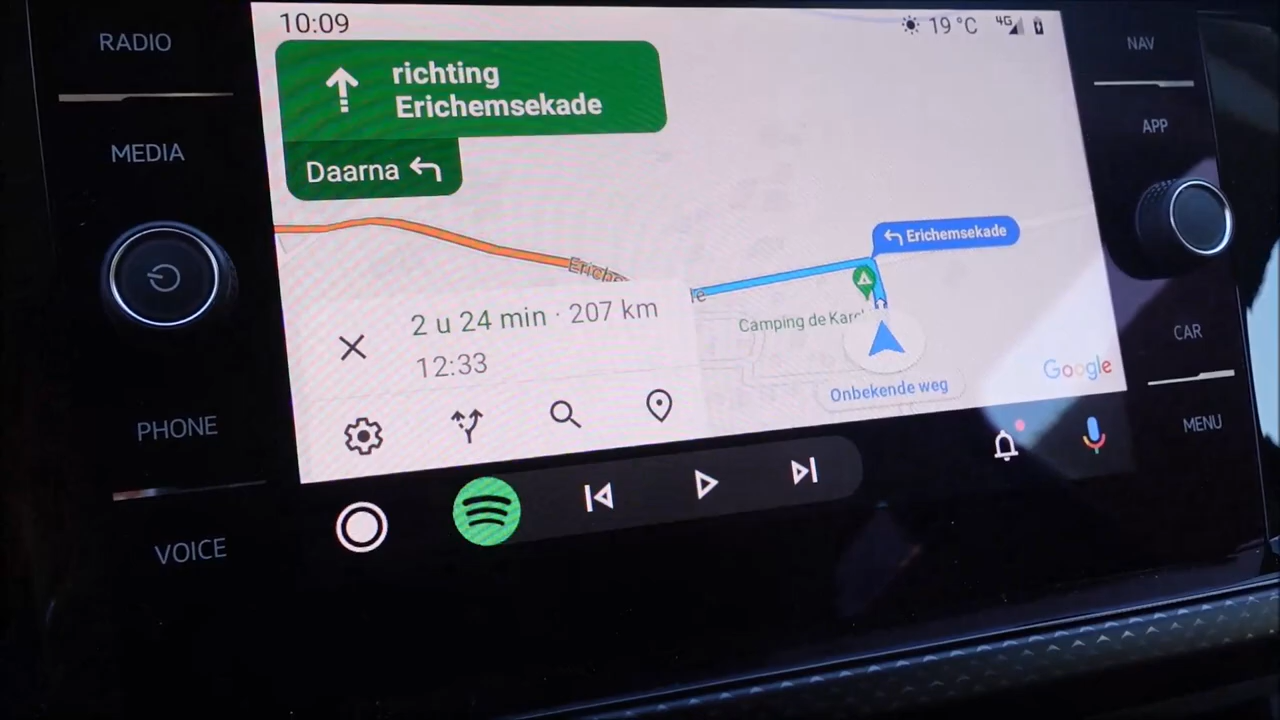 RADIO
MEDIA
PHONE
VOICE
10:09
19 °C
4G
richting
Erichemsekade
Daarna
Erichemsekade
Camping de
2 u 24 min · 207 km
12:33
Onbekende weg
Google
NAV
APP
CAR
MENU